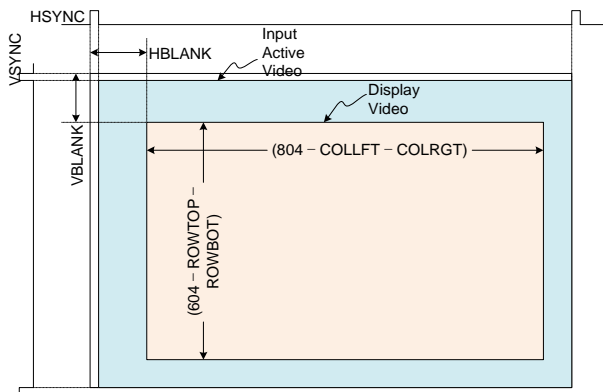 HSYNC
VSYNC
HBLANK
Input
Active
Video
Display
Video
VBLANK
(804 – COLLFT – COLRGT)
(604 – ROWTOP –
ROWBOT)